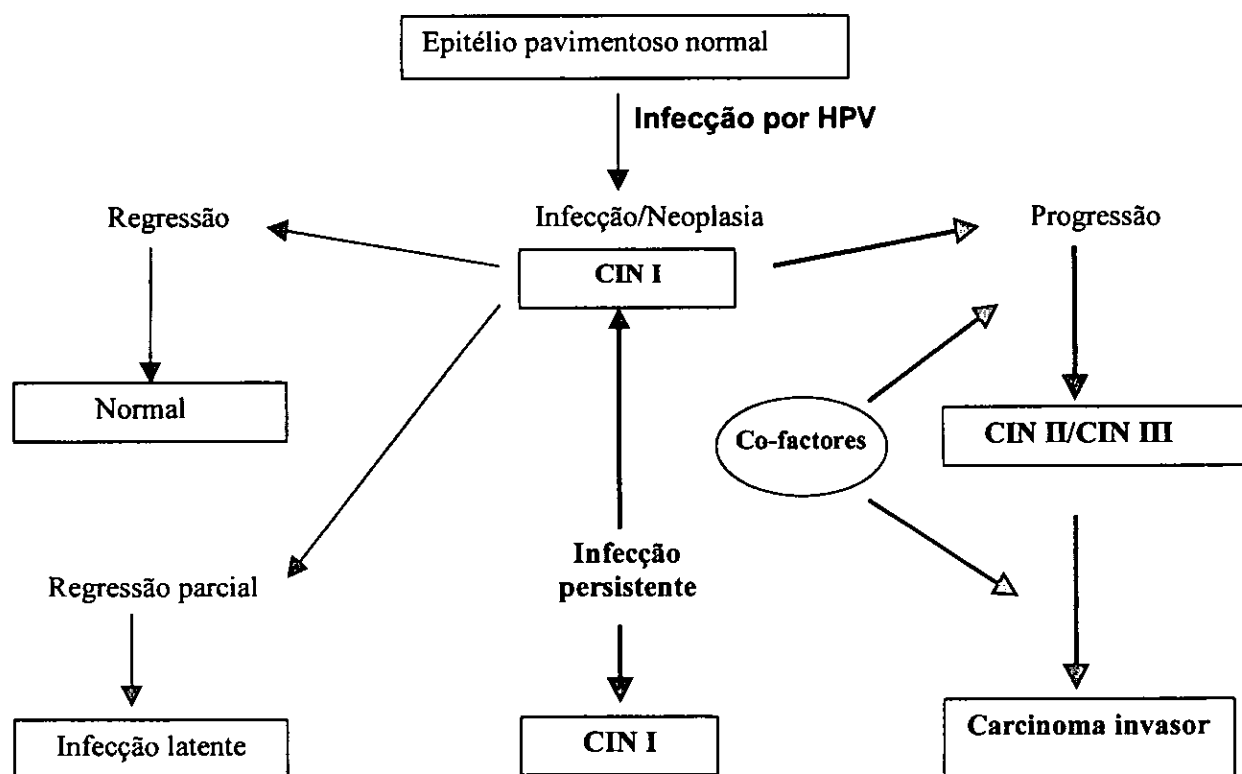 Epitélio pavimentoso normal
Infecção por HPV
Regressão
Infecção/Neoplasia
Progressão
CIN I
Normal
Co-factores
CIN II/CIN III
Infecção
persistente
Regressão parcial
Infecção latente
CIN I
Carcinoma invasor